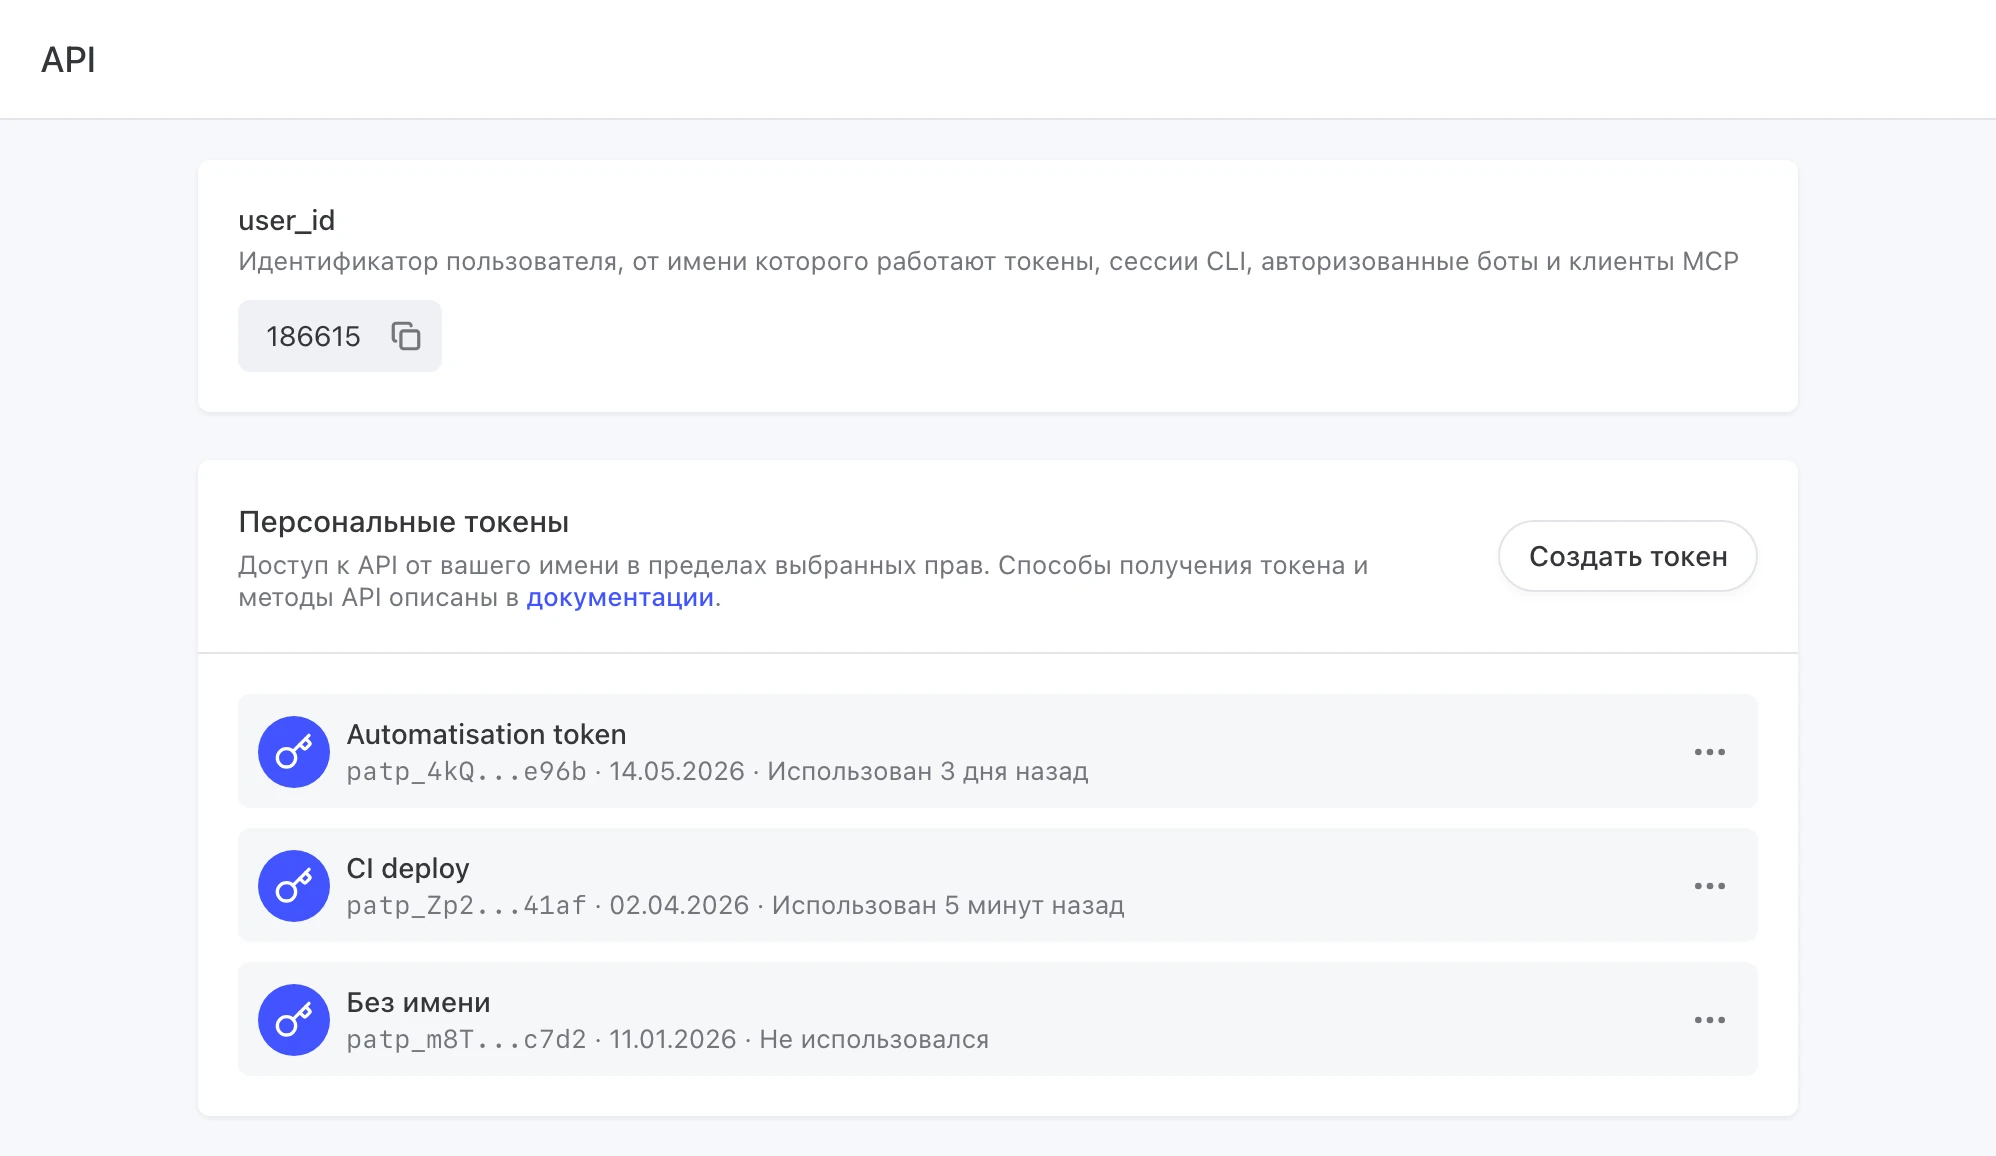 API
user_id
Идентификатор пользователя, от имени которого работают токены, сессии CLI, авторизованные боты и клиенты MCP
186615
Персональные токены
Доступ к API от вашего имени в пределах выбранных прав. Способы получения токена и
методы API описаны в документации.
Создать токен
Automatisation token
patp_4kQ...e96b · 14.05.2026 · Использован 3 дня назад
CI deploy
patp_Zp2...41af · 02.04.2026 · Использован 5 минут назад
Без имени
patp_m8T...c7d2 · 11.01.2026 · Не использовался